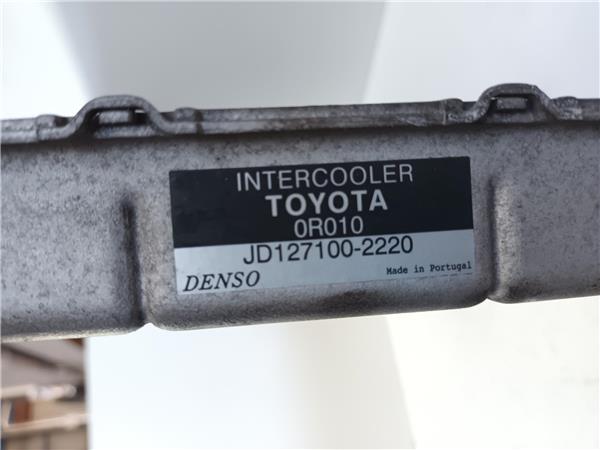 INTERCOOLER
TOYOTA
0R010
JD127100-2220
DENSO Made in Portugal